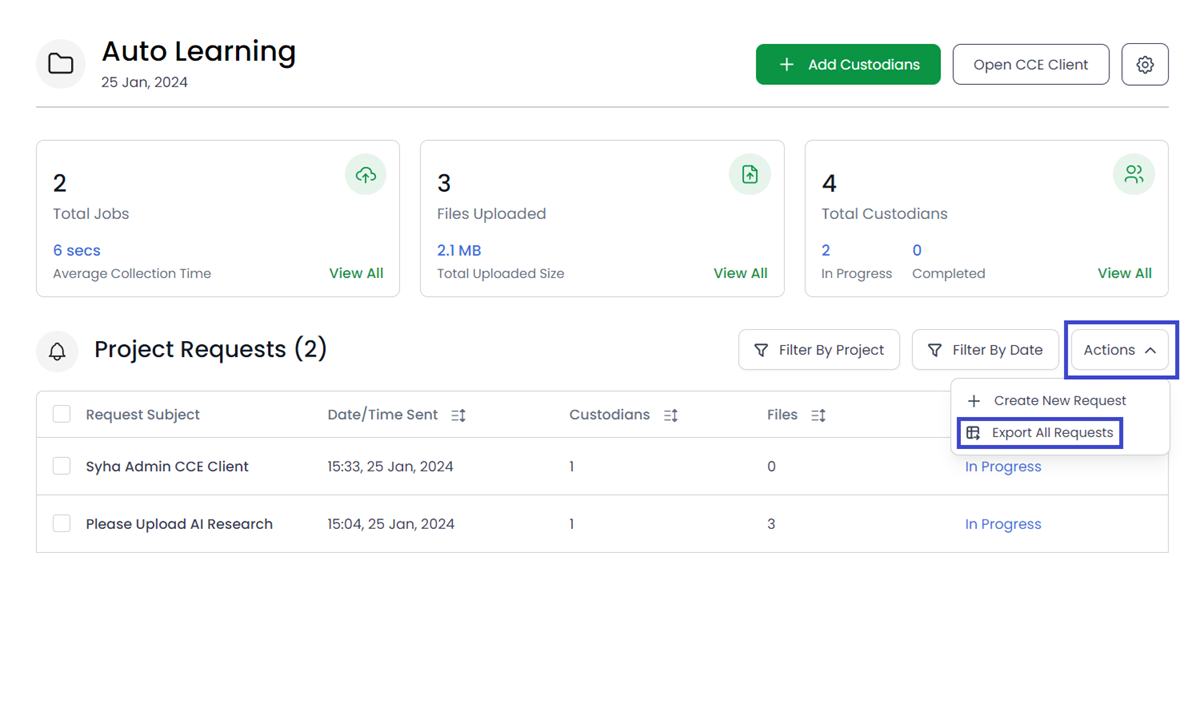 Auto Learning
25 Jan, 2024
Add Custodians
Open CCE Client
2
Total Jobs
6 secs
Average Collection Time
View All
3
Files Uploaded
2.1 MB
Total Uploaded Size
View All
4
Total Custodians
2 0
In Progress Completed
View All
Project Requests (2)
Filter By Project
Filter By Date
Actions
Create New Request
Export All Requests
Request Subject Date/Time Sent Custodians Files
Syha Admin CCE Client 15:33, 25 Jan, 2024 1 0 In Progress
Please Upload AI Research 15:04, 25 Jan, 2024 1 3 In Progress